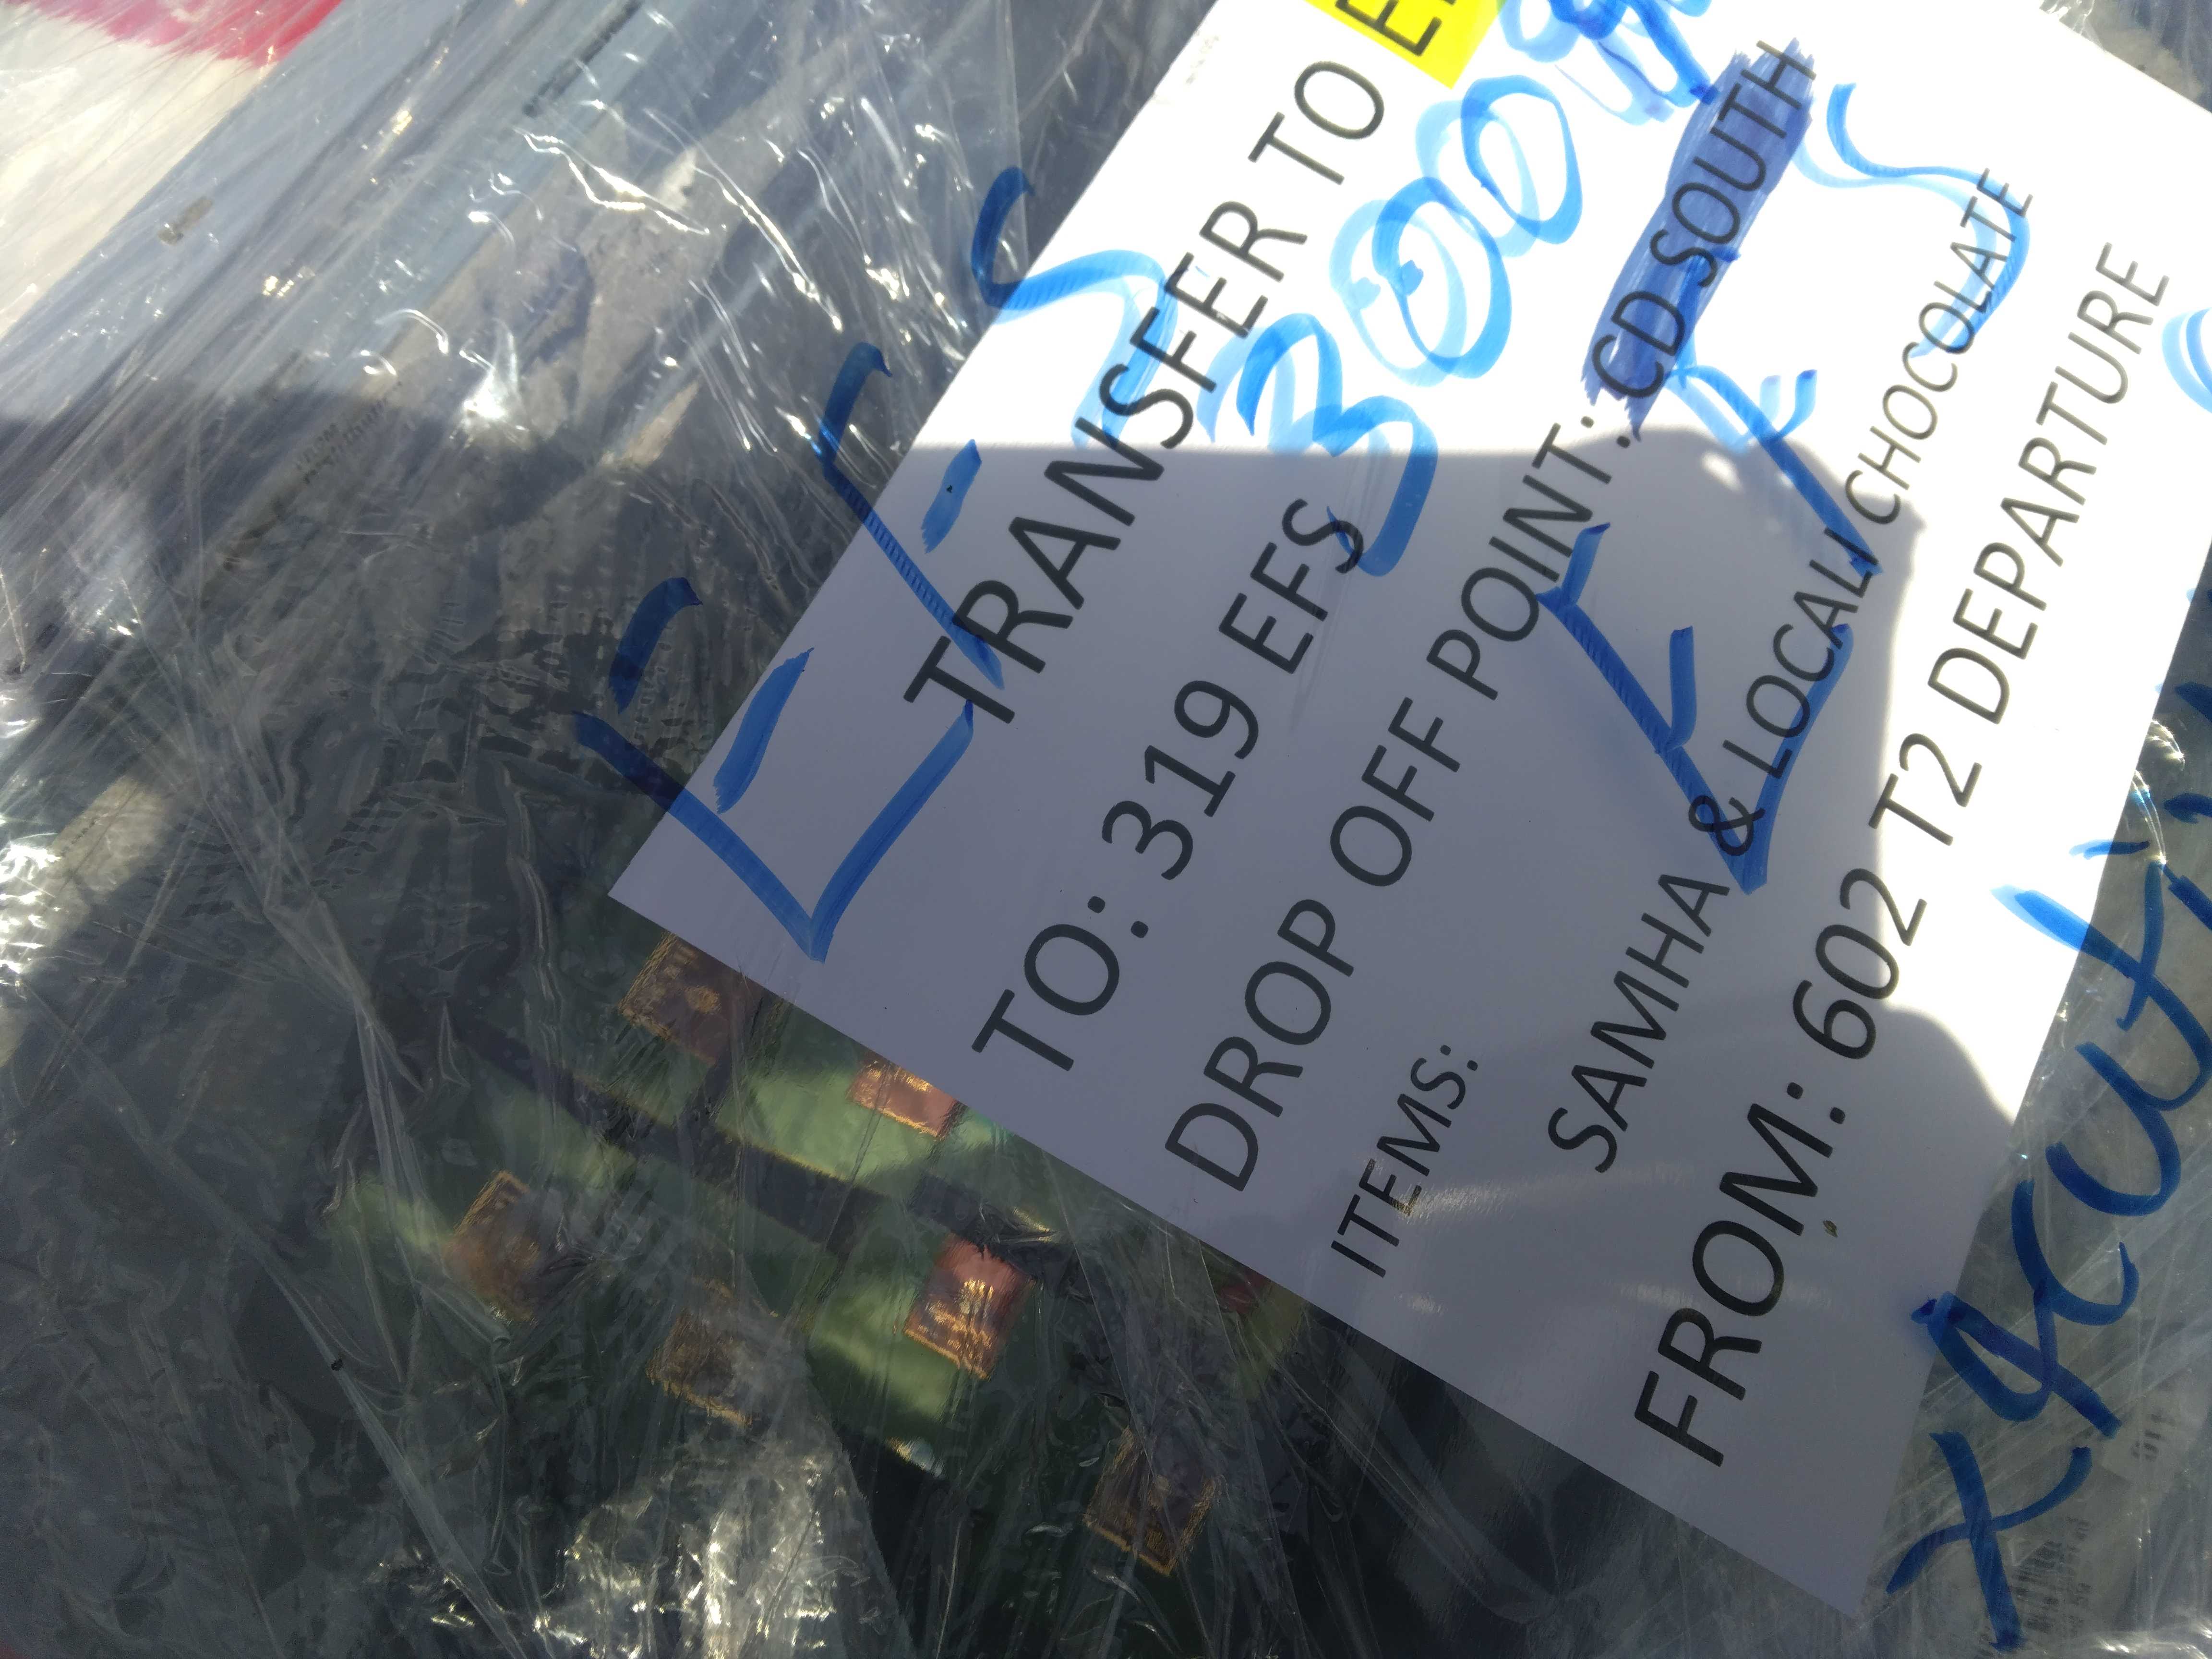 TRANSFER TO
TO: 319 EFS
DROP OFF POINT: CD SOUTH
ITEMS:
SAMHA & LOCALI CHOCOLATE
FROM: 602 T2 DEPARTURE
EFS
300